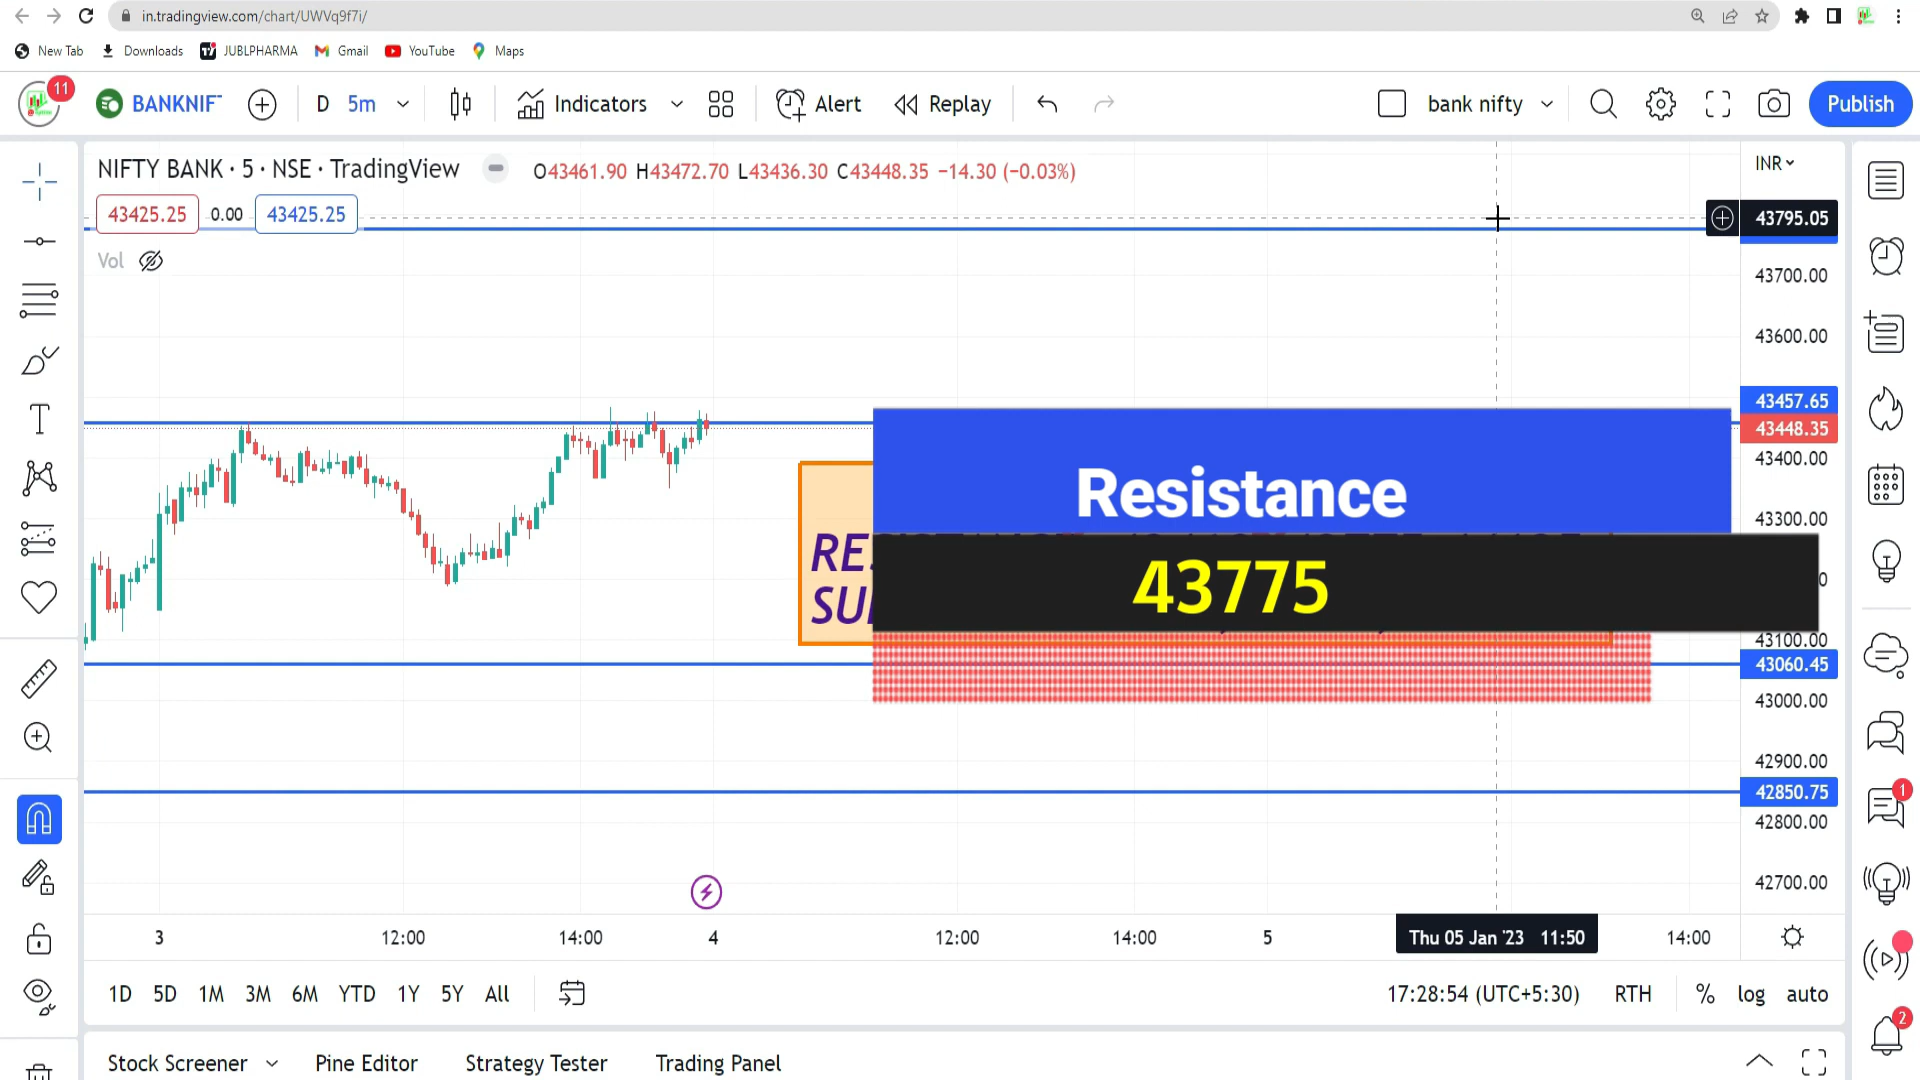 in.tradingview.com/chart/UWVq9f7i/
New Tab Downloads JUBLPHARMA Gmail YouTube Maps
11 BANKNIF D 5m Indicators Alert Replay bank nifty Publish
NIFTY BANK · 5 · NSE · TradingView O43461.90 H43472.70 L43436.30 C43448.35 −14.30 (−0.03%)
INR
43425.25 0.00 43425.25
43795.05
Vol
43700.00
43600.00
43457.65
43448.35
43400.00
Resistance
43300.00
RES
43775
SUP
43100.00
43060.45
43000.00
42900.00
42850.75
1
42800.00
42700.00
3 12:00 14:00 4 12:00 14:00 5 Thu 05 Jan '23 11:50 14:00
1D 5D 1M 3M 6M YTD 1Y 5Y All 17:28:54 (UTC+5:30) RTH % log auto
2
Stock Screener Pine Editor Strategy Tester Trading Panel